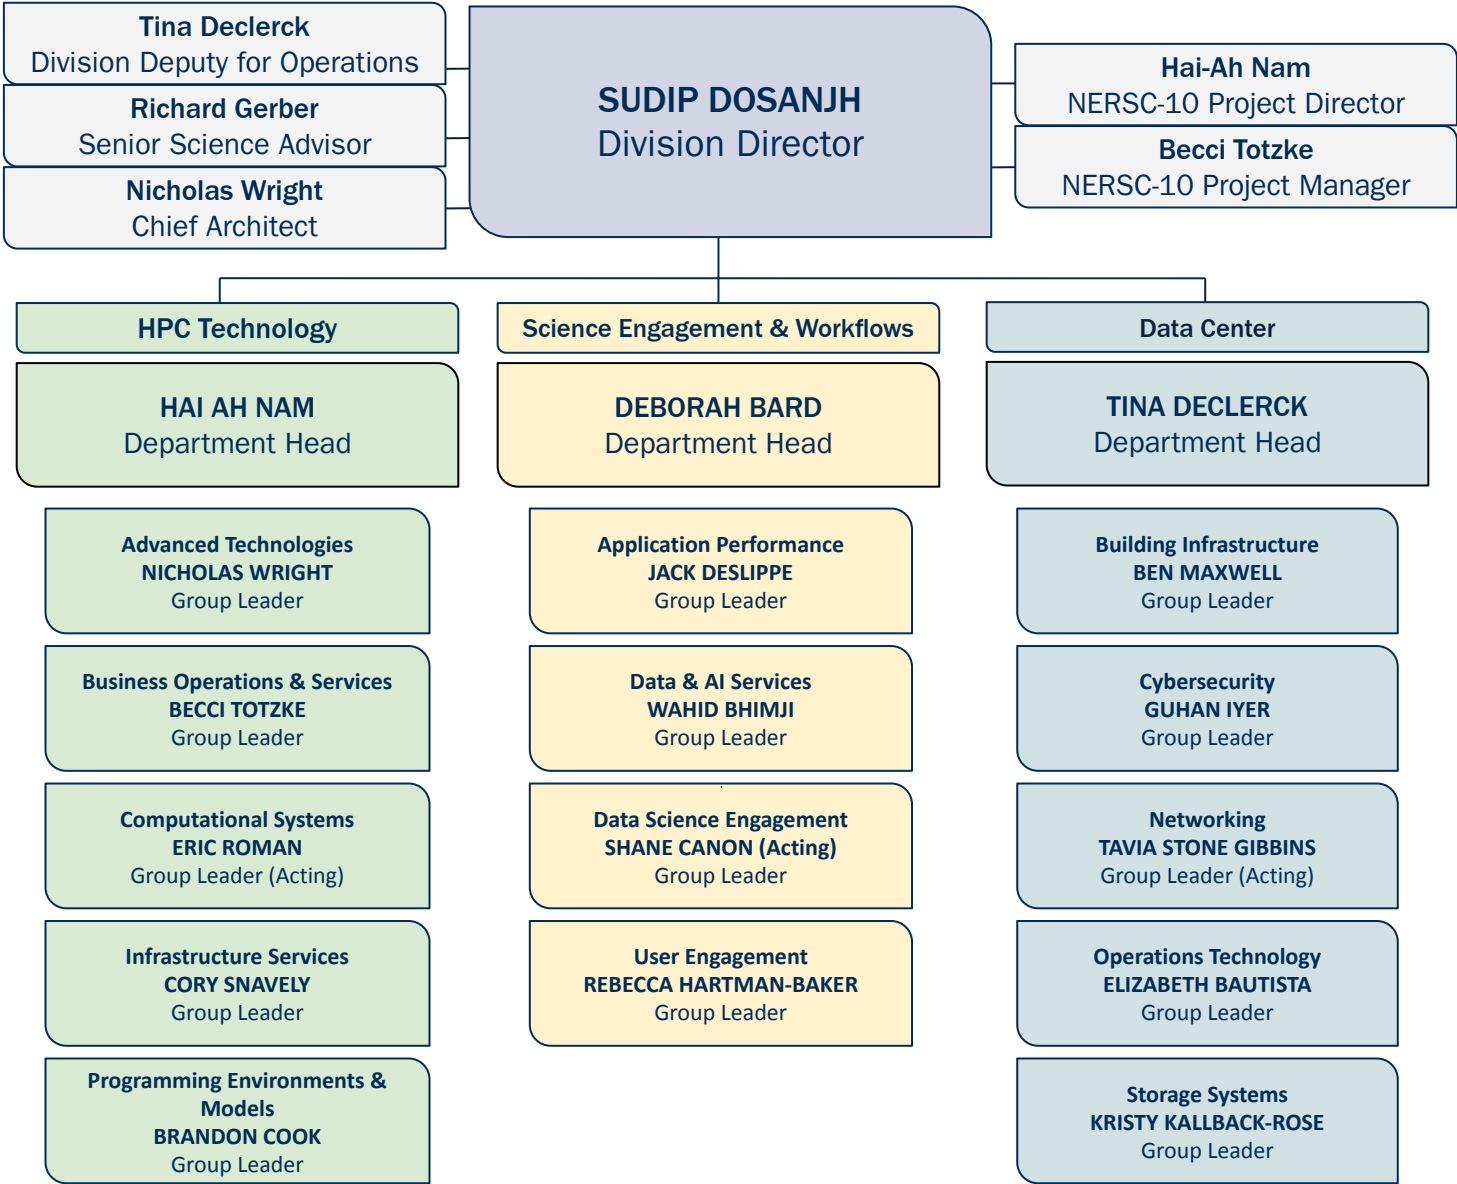 Tina Declerck
Division Deputy for Operations
Richard Gerber
Senior Science Advisor
Nicholas Wright
Chief Architect
SUDIP DOSANJH
Division Director
Hai-Ah Nam
NERSC-10 Project Director
Becci Totzke
NERSC-10 Project Manager
HPC Technology
HAI AH NAM
Department Head
Advanced Technologies
NICHOLAS WRIGHT
Group Leader
Business Operations & Services
BECCI TOTZKE
Group Leader
Computational Systems
ERIC ROMAN
Group Leader (Acting)
Infrastructure Services
CORY SNAVELY
Group Leader
Programming Environments &
Models
BRANDON COOK
Group Leader
Science Engagement & Workflows
DEBORAH BARD
Department Head
Application Performance
JACK DESLIPPE
Group Leader
Data & AI Services
WAHID BHIMJI
Group Leader
Data Science Engagement
SHANE CANON (Acting)
Group Leader
User Engagement
REBECCA HARTMAN-BAKER
Group Leader
Data Center
TINA DECLERCK
Department Head
Building Infrastructure
BEN MAXWELL
Group Leader
Cybersecurity
GUHAN IYER
Group Leader
Networking
TAVIA STONE GIBBINS
Group Leader (Acting)
Operations Technology
ELIZABETH BAUTISTA
Group Leader
Storage Systems
KRISTY KALLBACK-ROSE
Group Leader